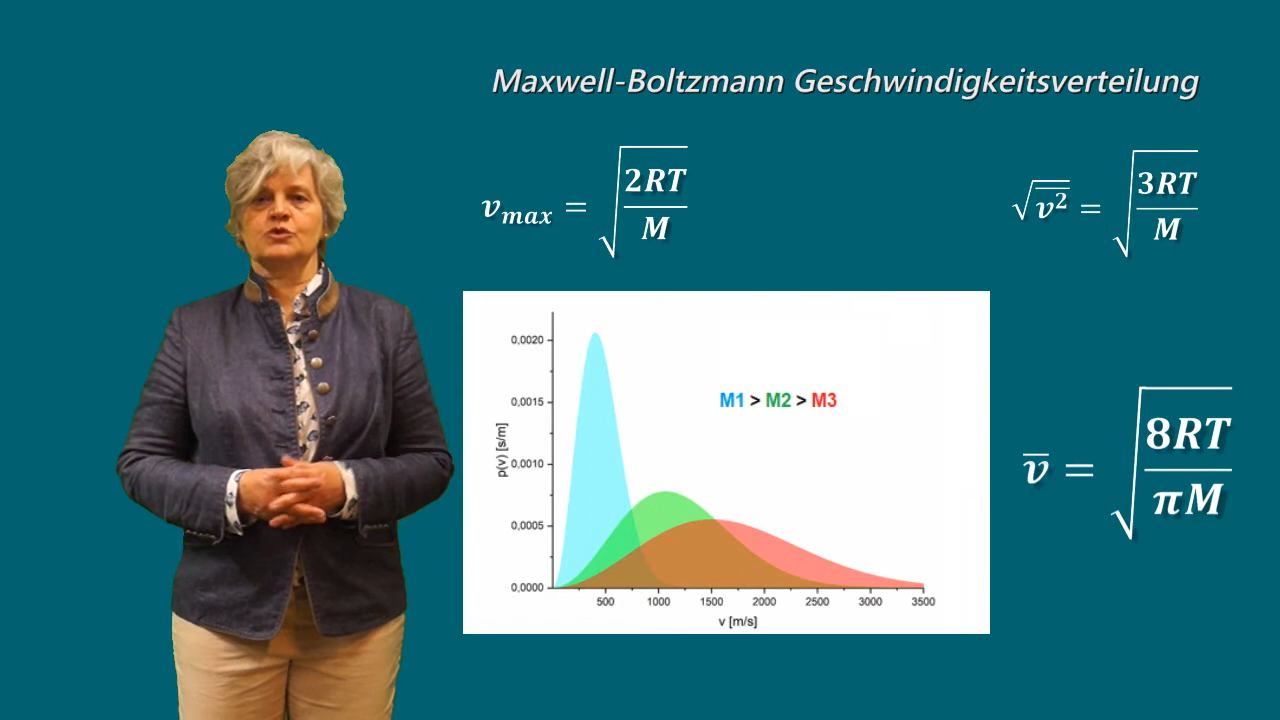 Maxwell-Boltzmann Geschwindigkeitsverteilung
v_max = √(2RT/M)
√(v̅²) = √(3RT/M)
0,0020
0,0015
0,0010
0,0005
0,0000
p(v) [s/m]
M1 > M2 > M3
500 1000 1500 2000 2500 3000 3500
v [m/s]
v̅ = √(8RT/πM)